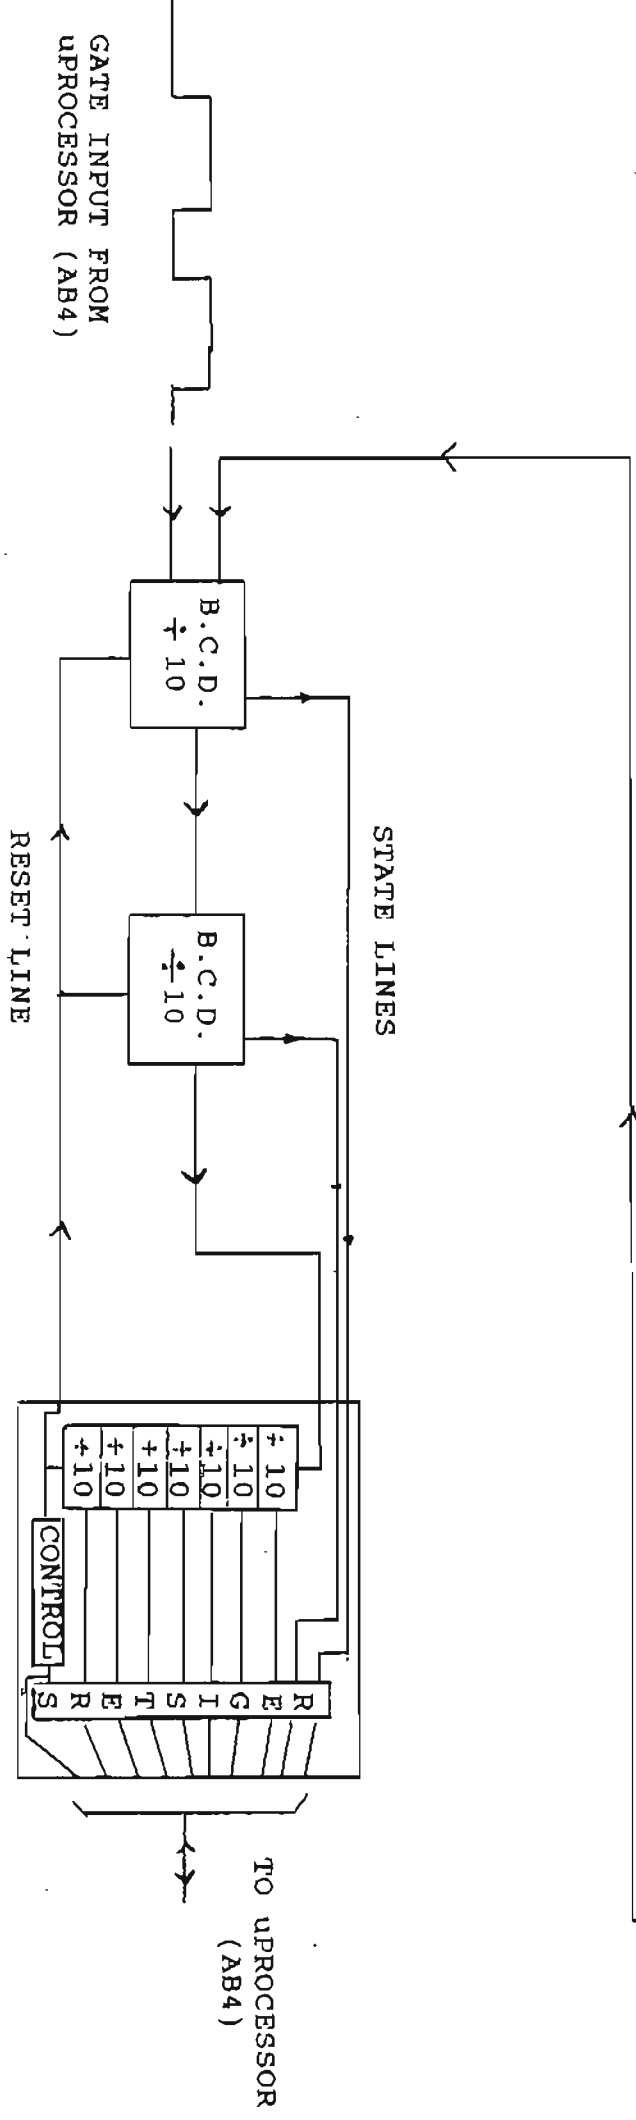 GATE INPUT FROM
uPROCESSOR (AB4)
B.C.D.
÷ 10
STATE LINES
B.C.D.
÷10
RESET LINE
÷ 10
÷ 10
÷10
÷10
÷10
÷10
÷10
CONTROL
R E G I S T E R S
TO uPROCESSOR
(AB4)